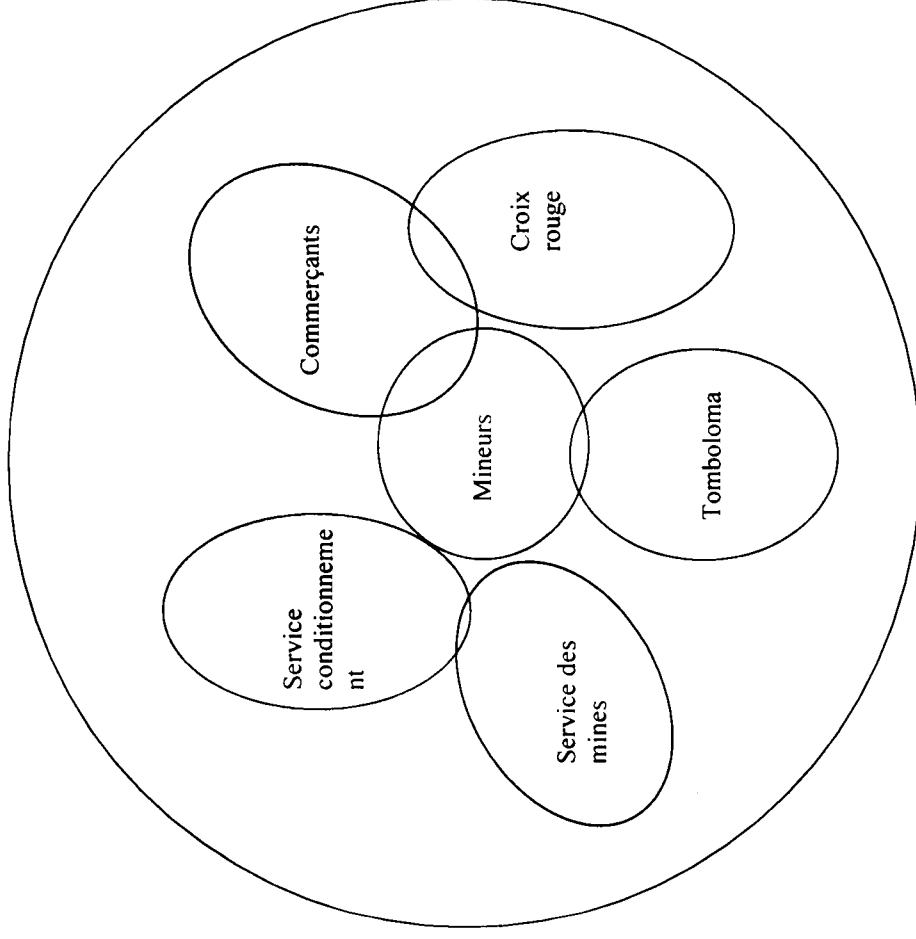 Service
conditionneme
nt
Commerçants
Mineurs
Service des
mines
Croix
rouge
Tomboloma